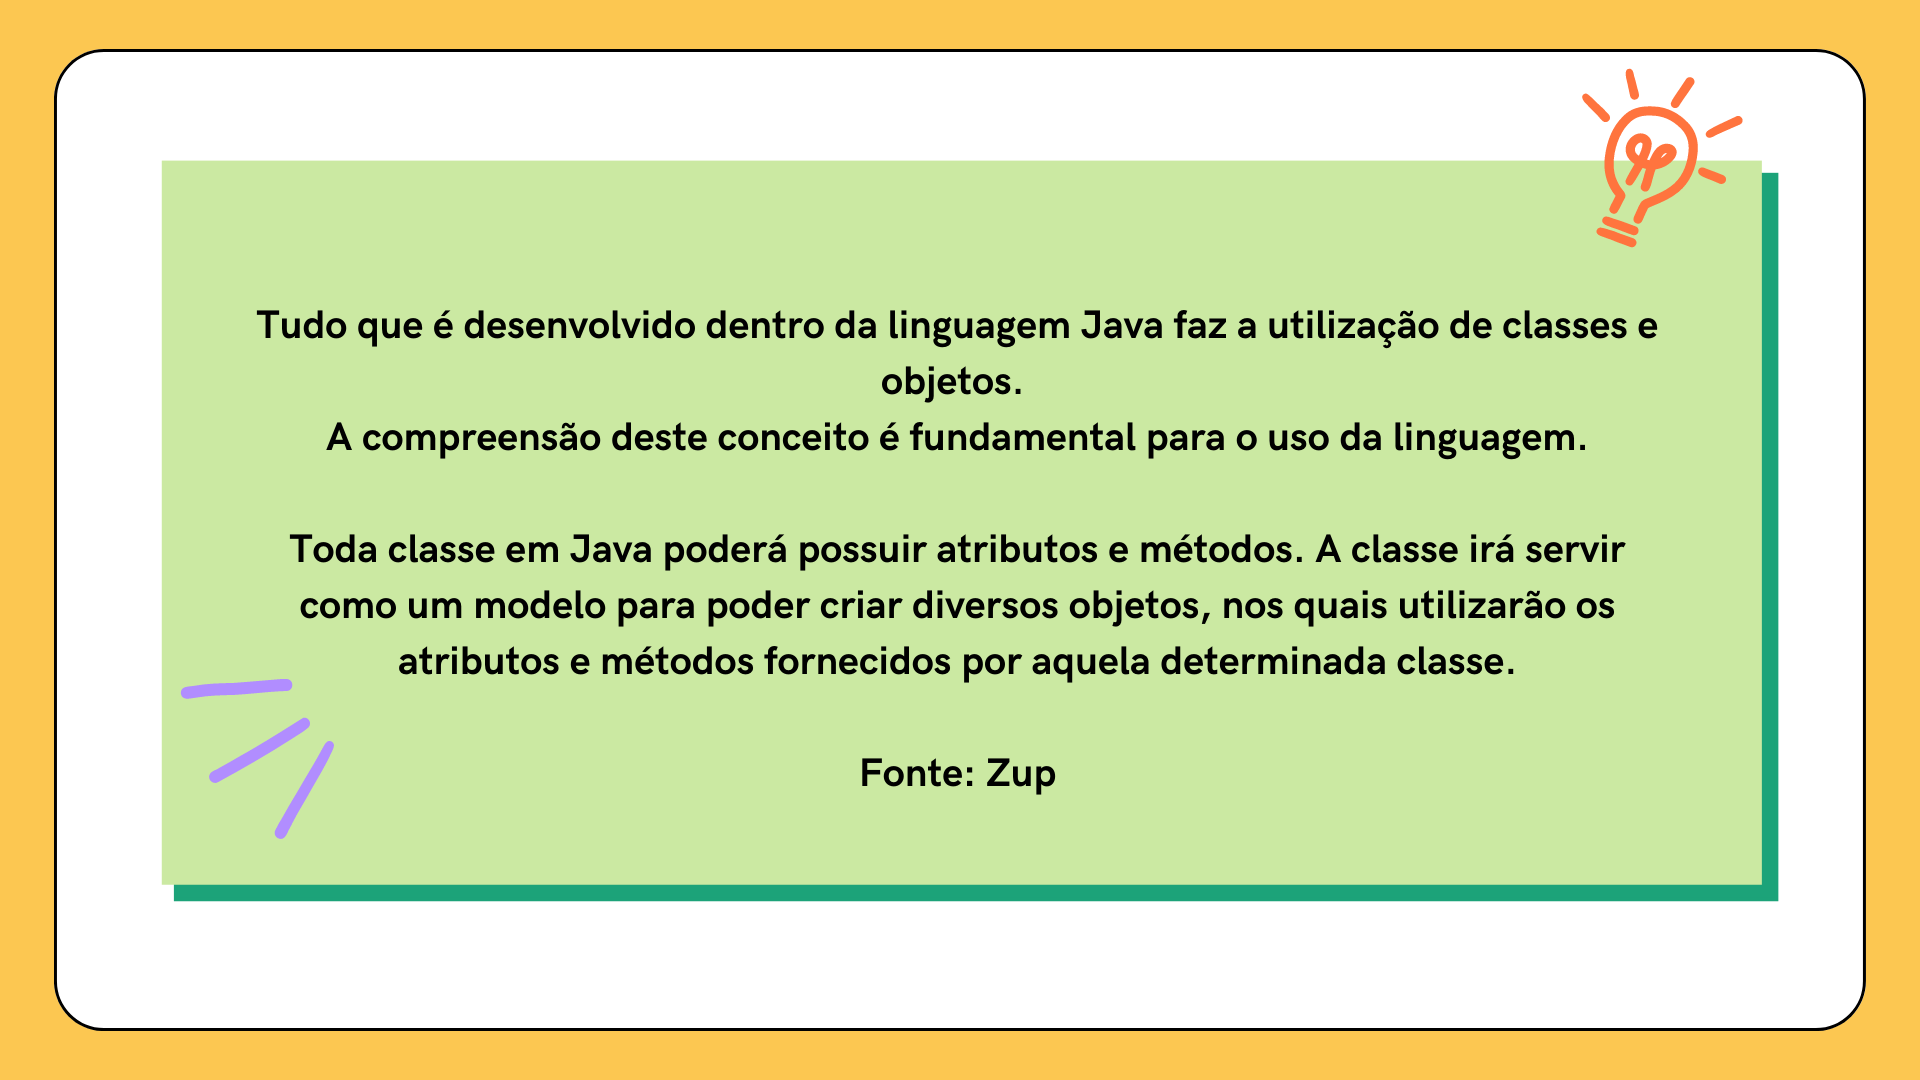 Tudo que é desenvolvido dentro da linguagem Java faz a utilização de classes e
objetos.
A compreensão deste conceito é fundamental para o uso da linguagem.
Toda classe em Java poderá possuir atributos e métodos. A classe irá servir
como um modelo para poder criar diversos objetos, nos quais utilizarão os
atributos e métodos fornecidos por aquela determinada classe.
Fonte: Zup